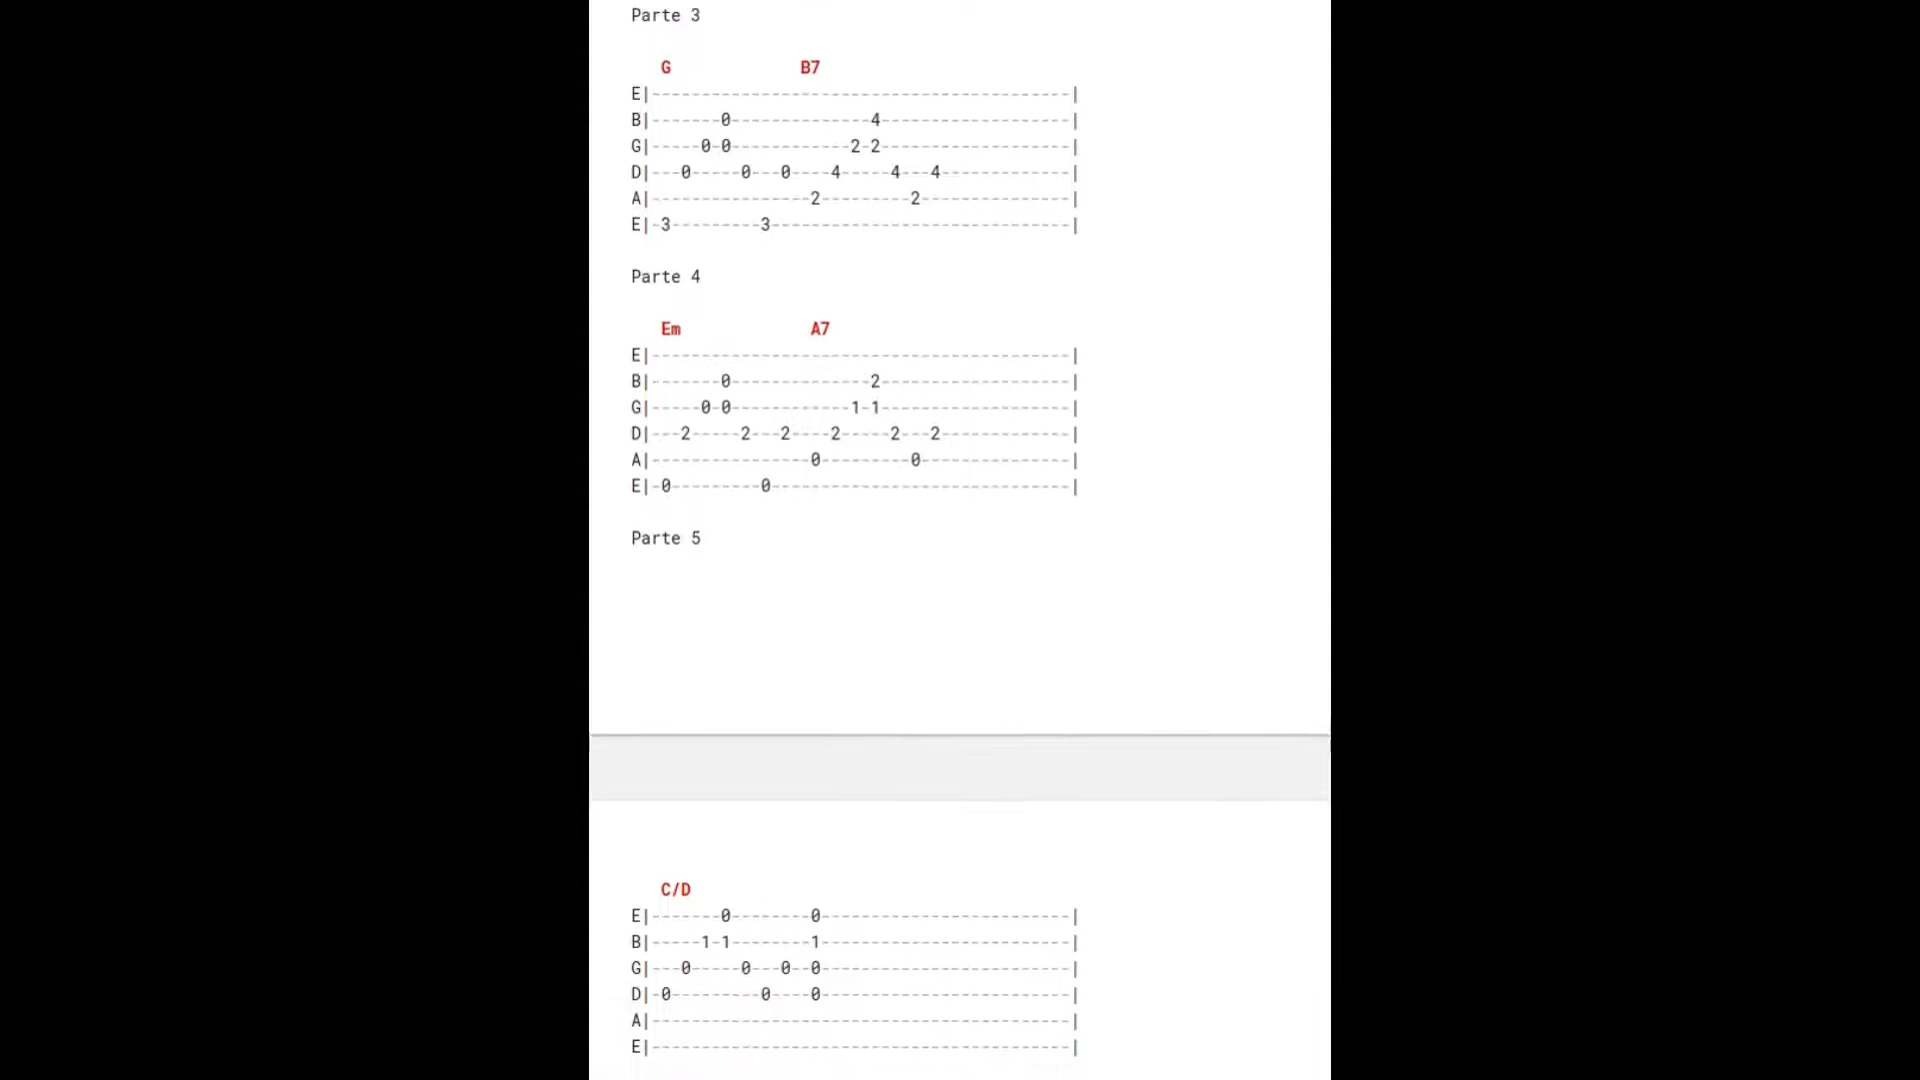 Parte 3
G             B7
E|------------------------------------------|
B|-------0--------------4-------------------|
G|-----0-0------------2-2-------------------|
D|---0-----0---0----4-----4---4-------------|
A|----------------2---------2---------------|
E|-3---------3------------------------------|
Parte 4
Em             A7
E|------------------------------------------|
B|-------0--------------2-------------------|
G|-----0-0------------1-1-------------------|
D|---2-----2---2----2-----2---2-------------|
A|----------------0---------0---------------|
E|-0---------0------------------------------|
Parte 5
C/D
E|-------0--------0-------------------------|
B|-----1-1--------1-------------------------|
G|---0-----0---0--0-------------------------|
D|-0---------0----0-------------------------|
A|------------------------------------------|
E|------------------------------------------|